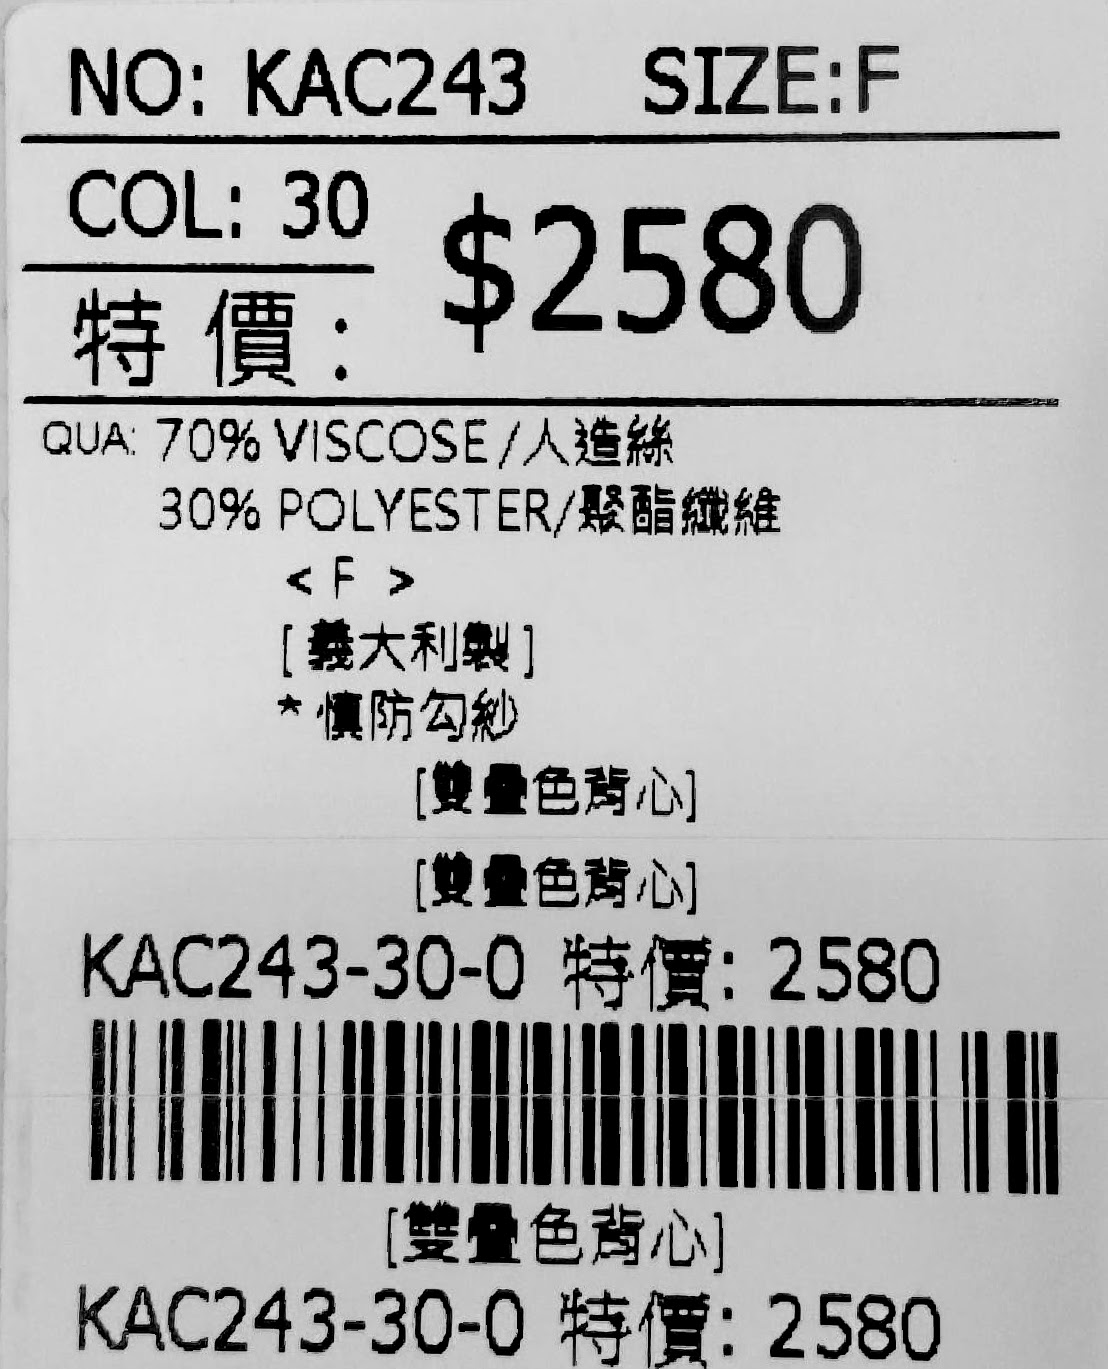 NO: KAC243 SIZE:F
COL: 30
$2580
特 價 :
QUA: 70% VISCOSE/人造絲
30% POLYESTER/聚酯纖維
< F >
[ 義大利製 ]
* 慎防勾紗
[雙疊色背心]
[雙疊色背心]
KAC243-30-0 特價: 2580
[雙疊色背心]
KAC243-30-0 特價: 2580